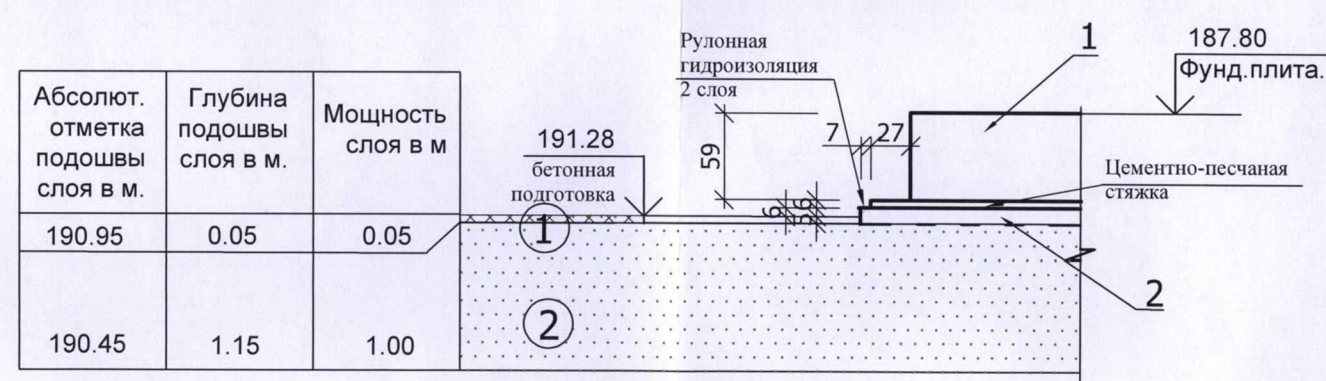 Абсолют.
отметка
подошвы
слоя в м.
Глубина
подошвы
слоя в м.
Мощность
слоя в м
190.95
0.05
0.05
190.45
1.15
1.00
191.28
бетонная
подготовка
1
2
Рулонная
гидроизоляция
2 слоя
59
7
27
6
6
1
187.80
Фунд.плита.
Цементно-песчаная
стяжка
2